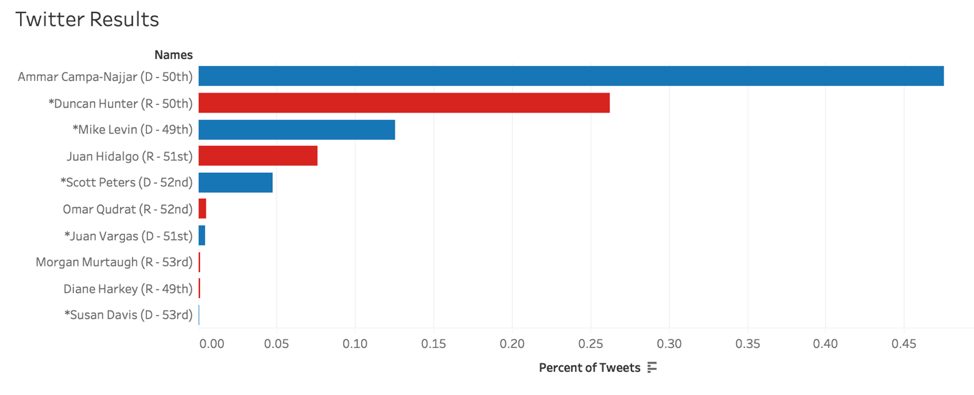 Twitter Results
Names
Ammar Campa-Najjar (D - 50th)
*Duncan Hunter (R - 50th)
*Mike Levin (D - 49th)
Juan Hidalgo (R - 51st)
*Scott Peters (D - 52nd)
Omar Qudrat (R - 52nd)
*Juan Vargas (D - 51st)
Morgan Murtaugh (R - 53rd)
Diane Harkey (R - 49th)
*Susan Davis (D - 53rd)
0.00 0.05 0.10 0.15 0.20 0.25 0.30 0.35 0.40 0.45
Percent of Tweets